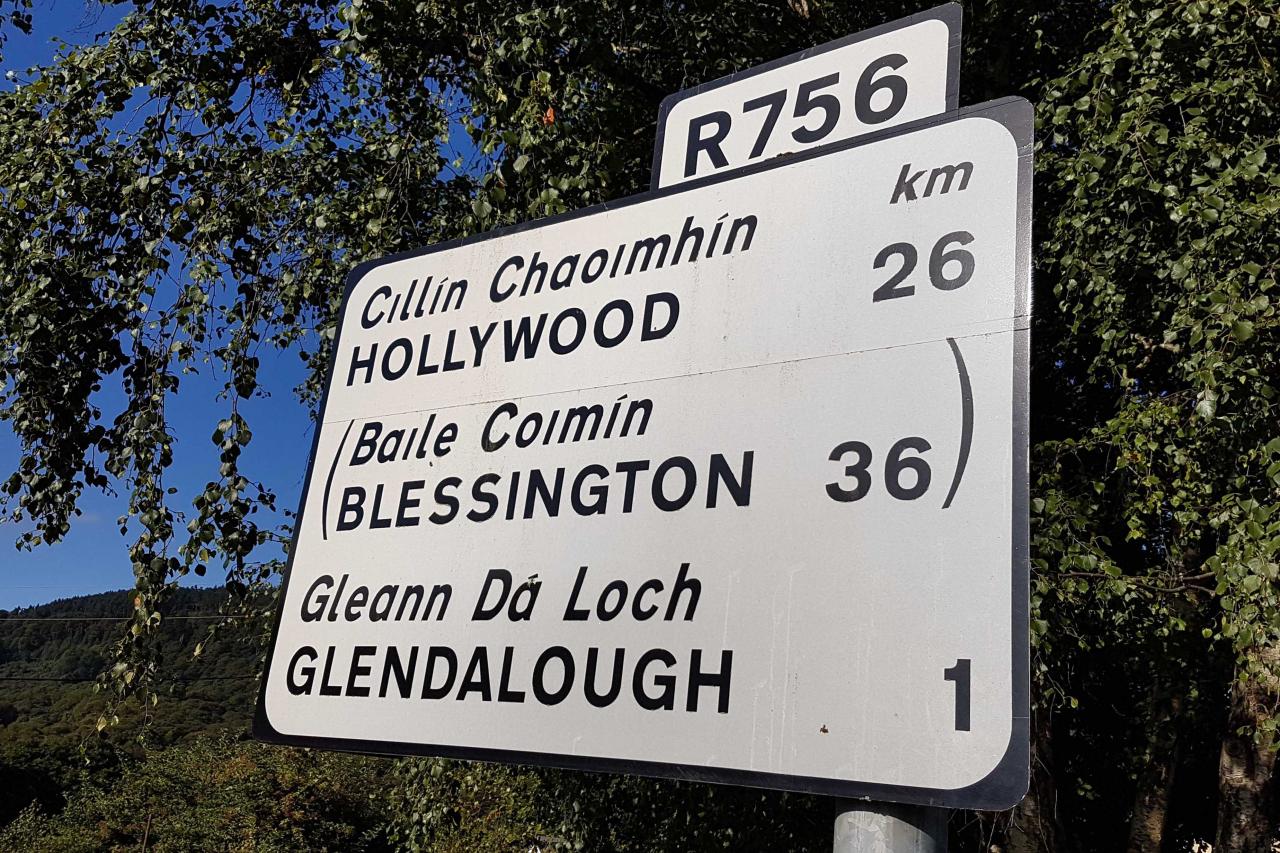 R756
km
Cıllín Chaoımhín
HOLLYWOOD 26
(Baıle Coımín
BLESSINGTON 36)
Gleann Dá Loch
GLENDALOUGH 1